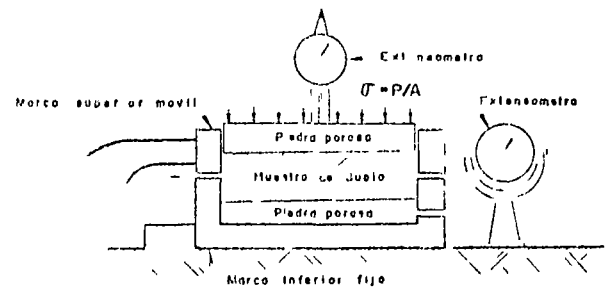 Extensometro
σ = P/A
Marco superior movil
Extensometro
Piedra porosa
Muestra de suelo
Piedra porosa
Marco inferior fijo